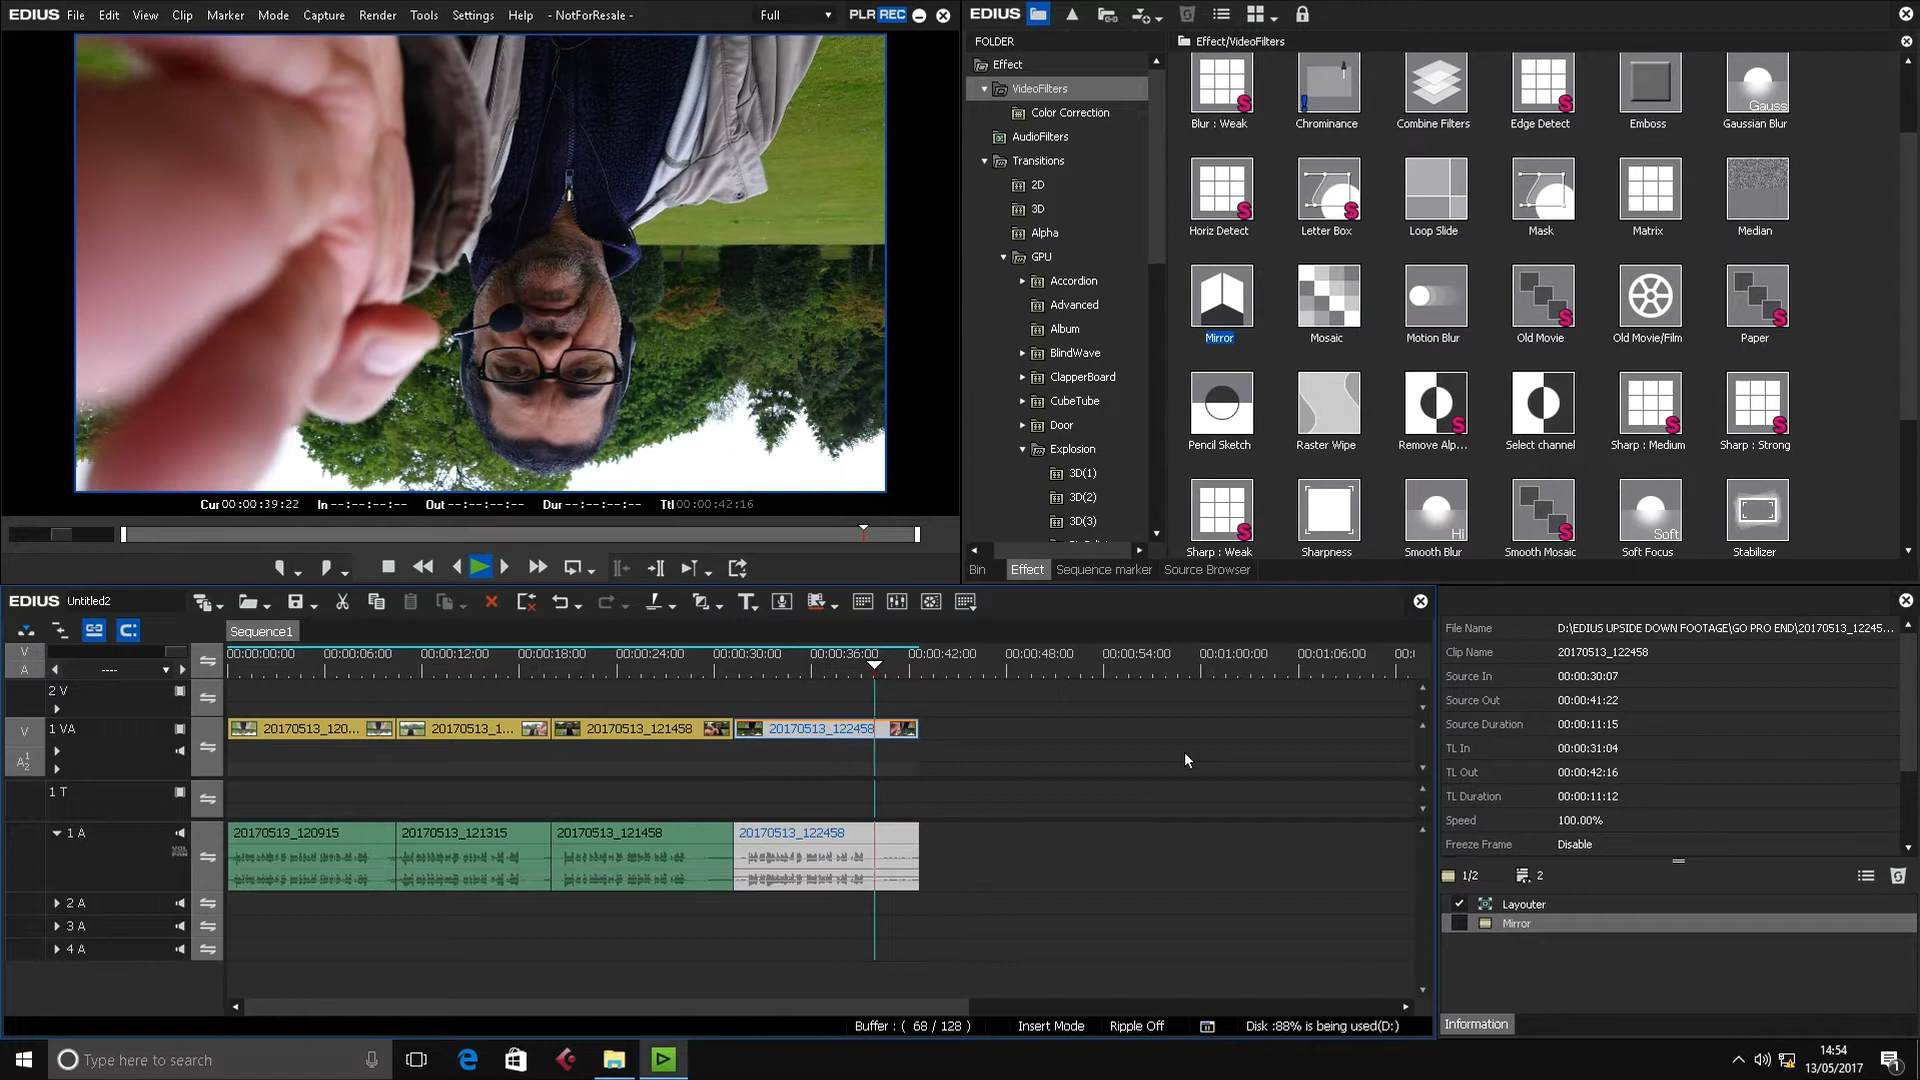 EDIUS File Edit View Clip Marker Mode Capture Render Tools Settings Help - NotForResale - Full PLR REC
EDIUS
FOLDER
Effect/VideoFilters
Effect
VideoFilters
Color Correction
AudioFilters
Transitions
2D
3D
Alpha
GPU
Accordion
Advanced
Album
BlindWave
ClapperBoard
CubeTube
Door
Explosion
3D(1)
3D(2)
3D(3)
Gauss
Blur : Weak Chrominance Combine Filters Edge Detect Emboss Gaussian Blur
Horiz Detect Letter Box Loop Slide Mask Matrix Median
Mirror Mosaic Motion Blur Old Movie Old Movie/Film Paper
Pencil Sketch Raster Wipe Remove Alp... Select channel Sharp : Medium Sharp : Strong
Hi Soft
Sharp : Weak Sharpness Smooth Blur Smooth Mosaic Soft Focus Stabilizer
Bin Effect Sequence marker Source Browser
Cur 00:00:39:22 In --:--:--:-- Out --:--:--:-- Dur --:--:--:-- Ttl 00:00:42:16
EDIUS Untitled2
Sequence1
00:00:00:00 00:00:06:00 00:00:12:00 00:00:18:00 00:00:24:00 00:00:30:00 00:00:36:00 00:00:42:00 00:00:48:00 00:00:54:00 00:01:00:00 00:01:06:00
V
A ----
2 V
V 1 VA 20170513_120... 20170513_1... 20170513_121458 20170513_122458
A12
1 T
1 A 20170513_120915 20170513_121315 20170513_121458 20170513_122458
VOL
PAN
2 A
3 A
4 A
Buffer : ( 68 / 128 ) Insert Mode Ripple Off Disk :88% is being used(D:)
File Name D:\EDIUS UPSIDE DOWN FOOTAGE\GO PRO END\20170513_12245...
Clip Name 20170513_122458
Source In 00:00:30:07
Source Out 00:00:41:22
Source Duration 00:00:11:15
TL In 00:00:31:04
TL Out 00:00:42:16
TL Duration 00:00:11:12
Speed 100.00%
Freeze Frame Disable
1/2 2
Layouter
Mirror
Information
Type here to search
14:54
13/05/2017
1